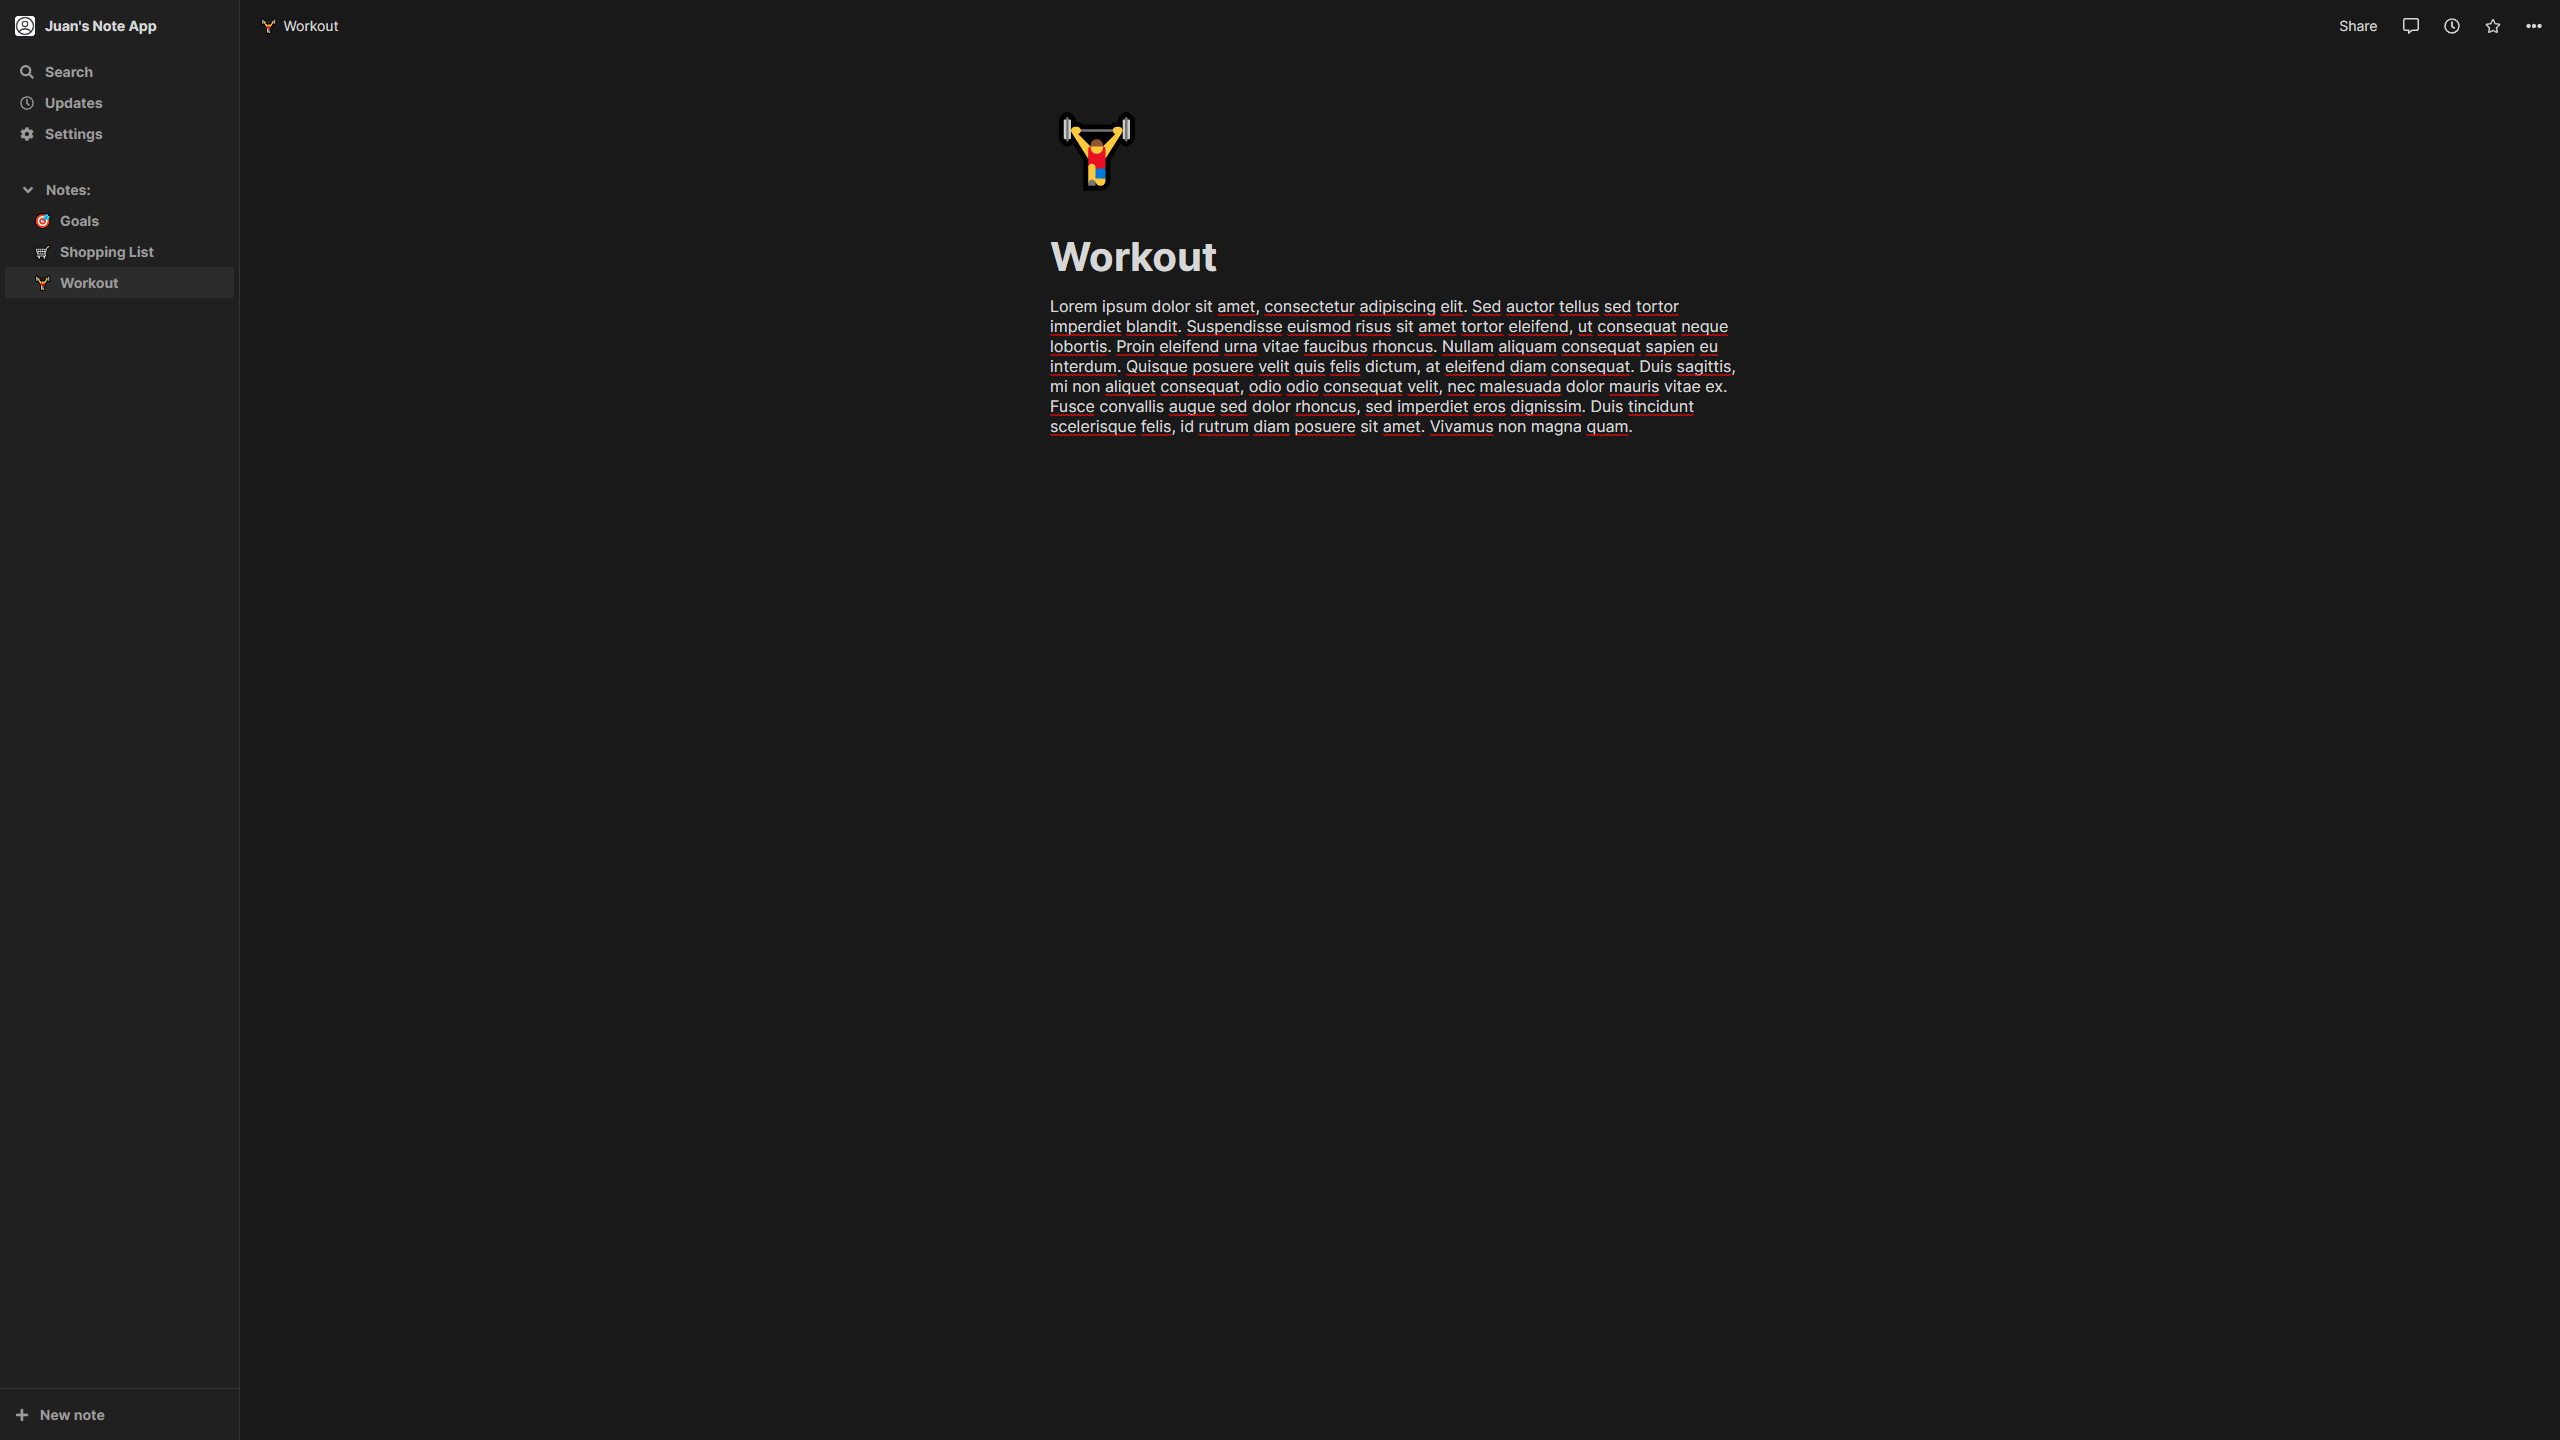 Juan's Note App
Search
Updates
Settings
Notes:
Goals
Shopping List
Workout
New note
Workout
Share
Workout
Lorem ipsum dolor sit amet, consectetur adipiscing elit. Sed auctor tellus sed tortor
imperdiet blandit. Suspendisse euismod risus sit amet tortor eleifend, ut consequat neque
lobortis. Proin eleifend urna vitae faucibus rhoncus. Nullam aliquam consequat sapien eu
interdum. Quisque posuere velit quis felis dictum, at eleifend diam consequat. Duis sagittis,
mi non aliquet consequat, odio odio consequat velit, nec malesuada dolor mauris vitae ex.
Fusce convallis augue sed dolor rhoncus, sed imperdiet eros dignissim. Duis tincidunt
scelerisque felis, id rutrum diam posuere sit amet. Vivamus non magna quam.